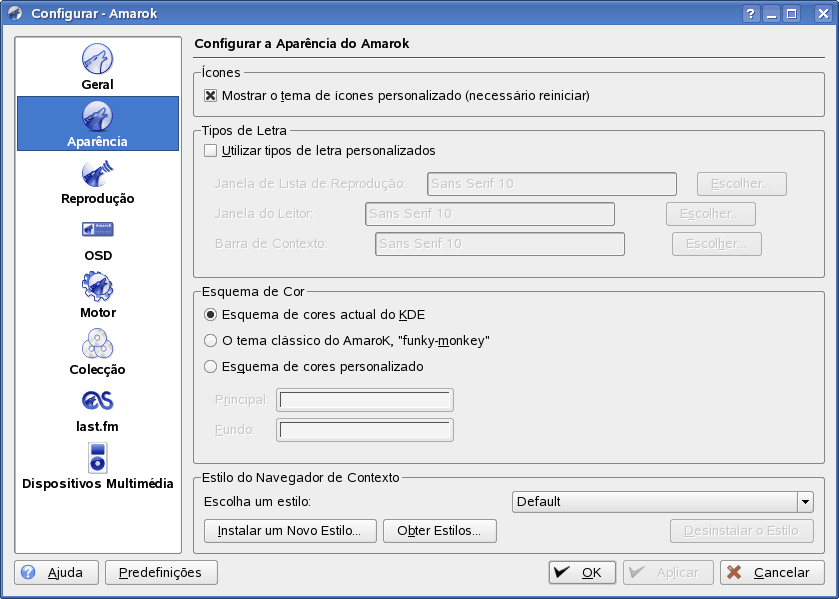 Configurar - Amarok
Geral
Aparência
Reprodução
OSD
Motor
Colecção
last.fm
Dispositivos Multimédia
Configurar a Aparência do Amarok
Ícones
Mostrar o tema de ícones personalizado (necessário reiniciar)
Tipos de Letra
Utilizar tipos de letra personalizados
Janela de Lista de Reprodução: Sans Serif 10 Escolher...
Janela do Leitor: Sans Serif 10 Escolher...
Barra de Contexto: Sans Serif 10 Escolher...
Esquema de Cor
Esquema de cores actual do KDE
O tema clássico do AmaroK, "funky-monkey"
Esquema de cores personalizado
Principal:
Fundo:
Estilo do Navegador de Contexto
Escolha um estilo: Default
Instalar um Novo Estilo... Obter Estilos... Desinstalar o Estilo
Ajuda Predefinições OK Aplicar Cancelar